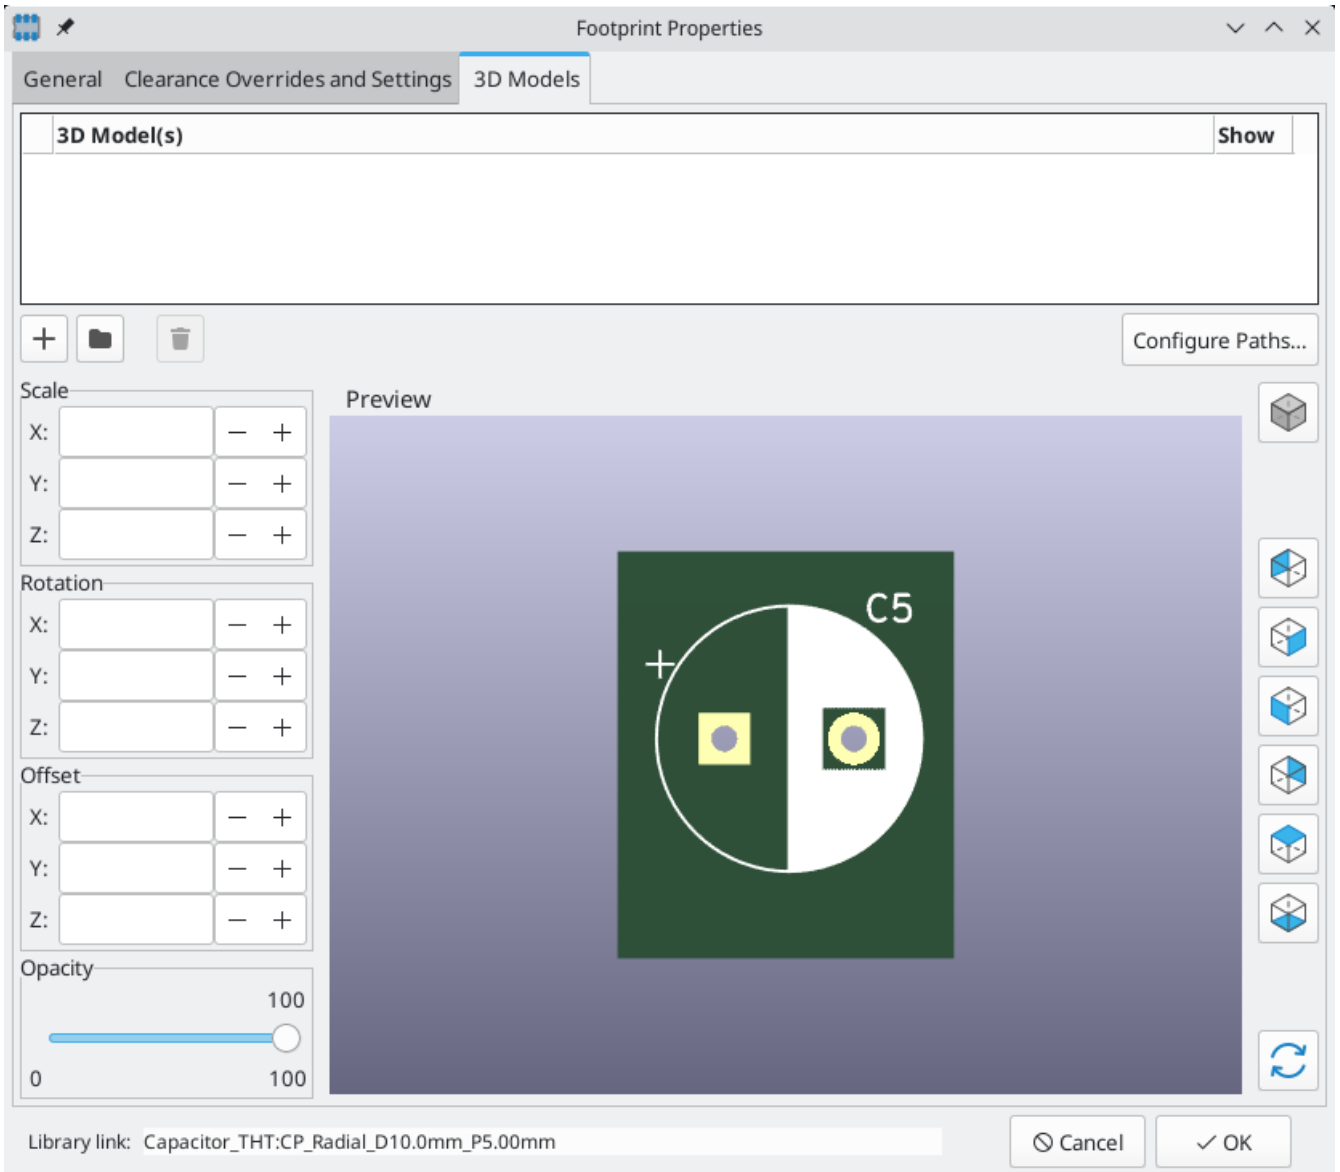 Footprint Properties
General Clearance Overrides and Settings 3D Models
3D Model(s) Show
Configure Paths...
Scale
X:
Y:
Z:
Rotation
X:
Y:
Z:
Offset
X:
Y:
Z:
Opacity
100
0 100
Preview
C5
+
Library link: Capacitor_THT:CP_Radial_D10.0mm_P5.00mm
Cancel OK